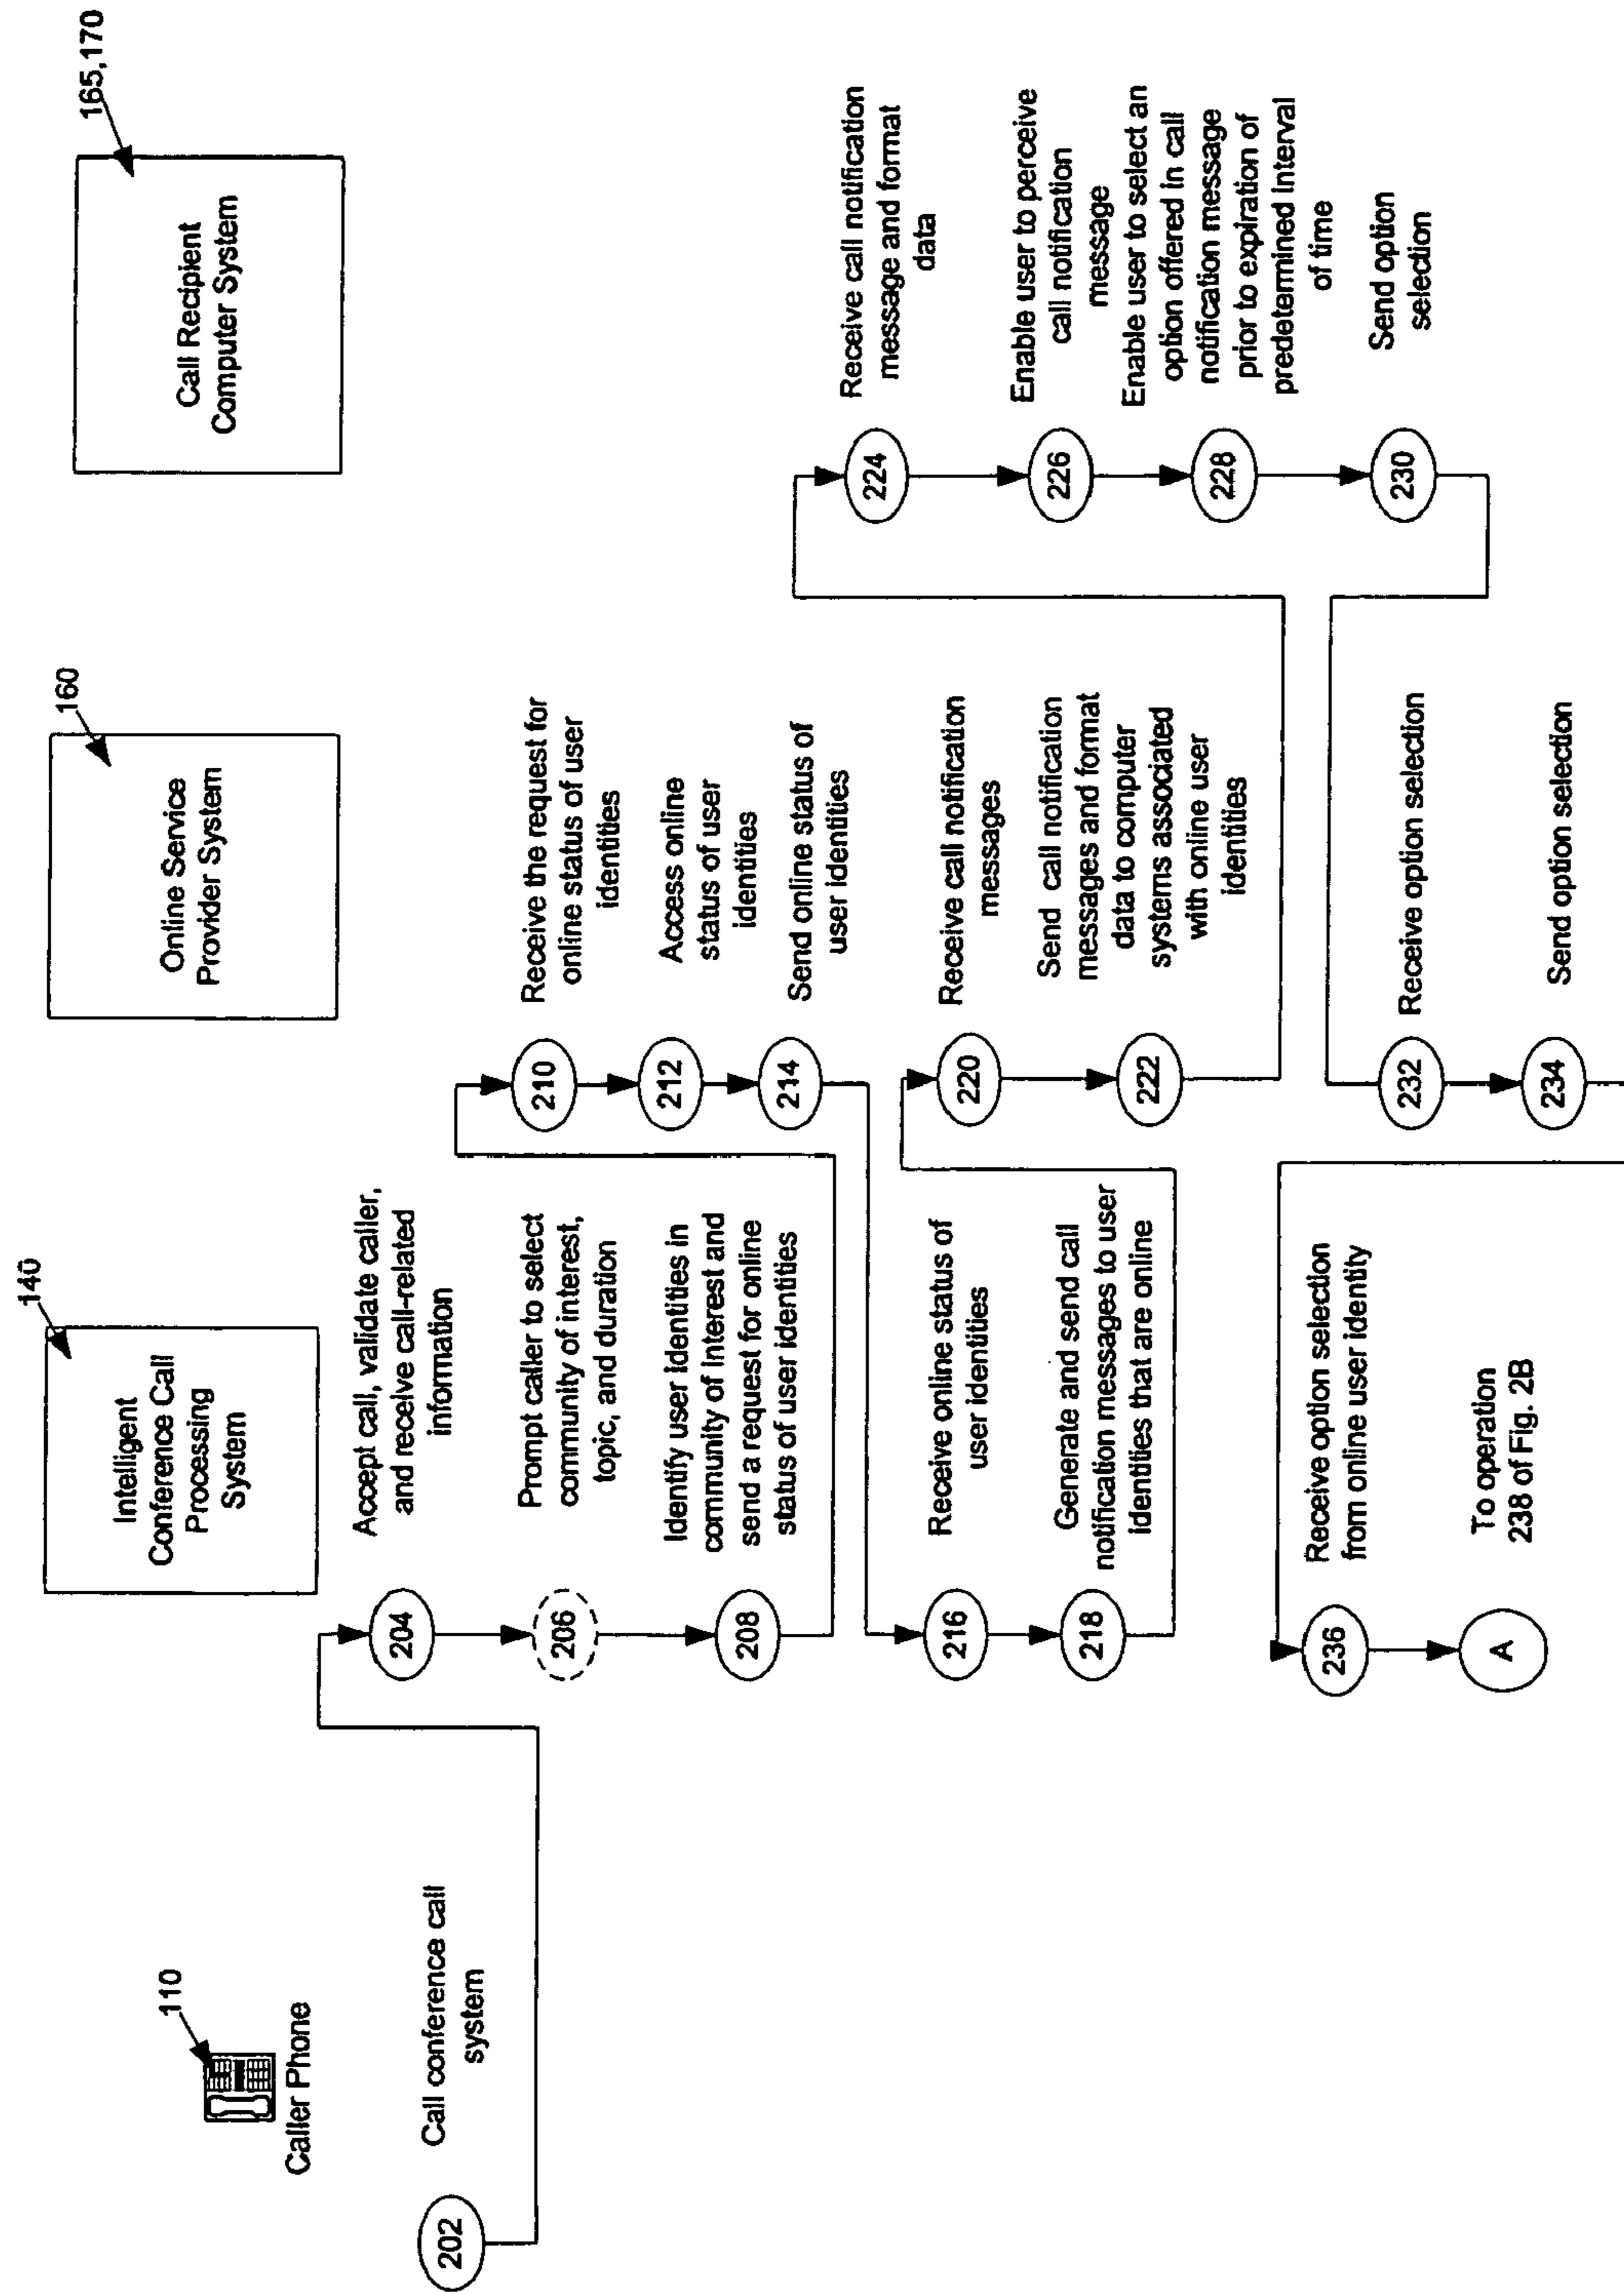 110
Caller Phone
140
Intelligent
Conference Call
Processing
System
160
Online Service
Provider System
165,170
Call Recipient
Computer System
202
Call conference call
system
204
Accept call, validate caller,
and receive call-related
information
206
Prompt caller to select
community of interest,
topic, and duration
208
Identify user identities in
community of interest and
send a request for online
status of user identities
210
Receive the request for
online status of user
identities
212
Access online
status of user
identities
214
Send online status of
user identities
216
Receive online status of
user identities
218
Generate and send call
notification messages to user
identities that are online
220
Receive call notification
messages
222
Send call notification
messages and format
data to computer
systems associated
with online user
identities
224
Receive call notification
message and format
data
226
Enable user to perceive
call notification
message
228
Enable user to select an
option offered in call
notification message
prior to expiration of
predetermined interval
of time
230
Send option
selection
232
Receive option selection
234
Send option selection
236
Receive option selection
from online user identity
A
To operation
238 of Fig. 2B